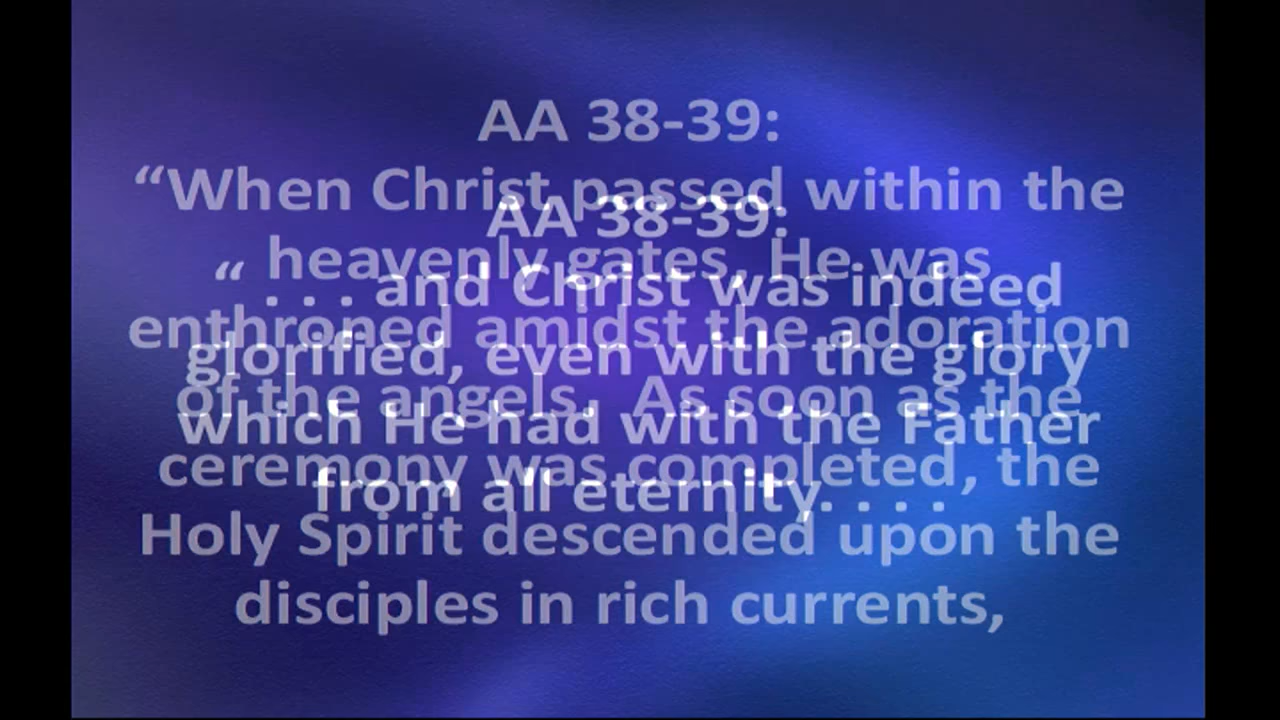 AA 38-39:
“When Christ passed within the
heavenly gates, He was
enthroned amidst the adoration
of the angels.  As soon as the
ceremony was completed, the
Holy Spirit descended upon the
disciples in rich currents,
AA 38-39:
“ . . . and Christ was indeed
glorified, even with the glory
which He had with the Father
from all eternity. . . .